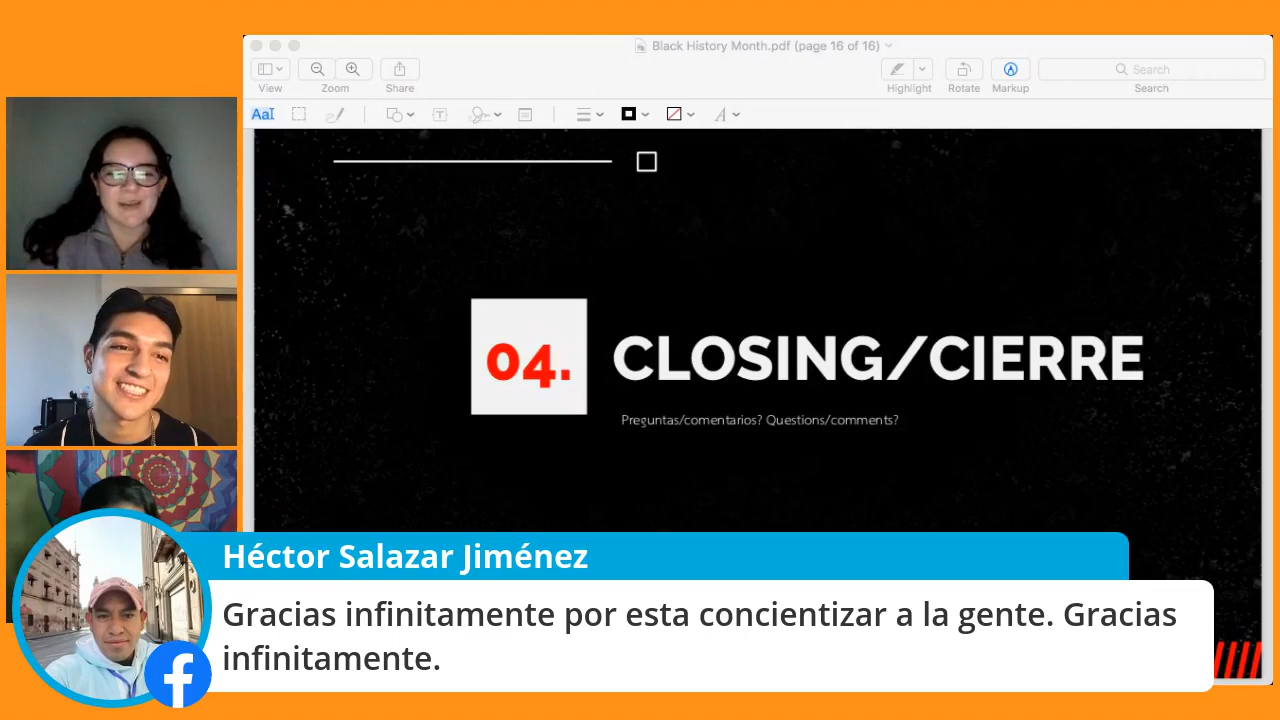 Black History Month.pdf (page 16 of 16)
View
Zoom
Share
Highlight
Rotate
Markup
Search
Search
AaI
T
A
04.
CLOSING/CIERRE
Preguntas/comentarios? Questions/comments?
Héctor Salazar Jiménez
Gracias infinitamente por esta concientizar a la gente. Gracias
infinitamente.